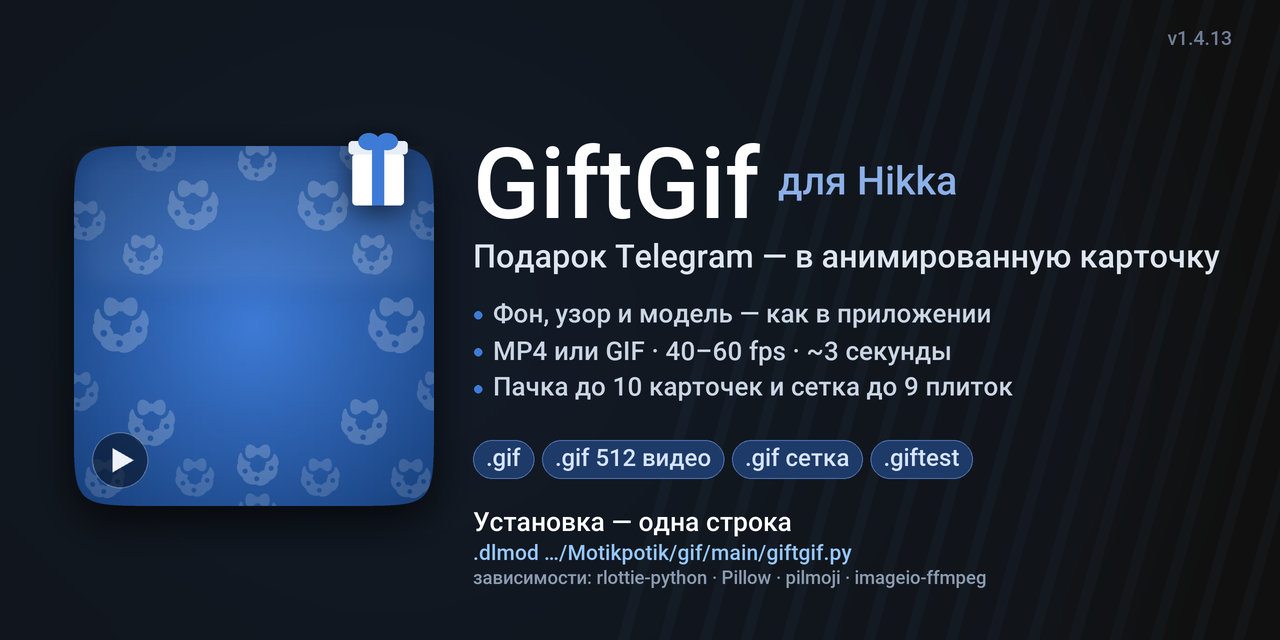 v1.4.13
GiftGif для Hikka
Подарок Telegram — в анимированную карточку
• Фон, узор и модель — как в приложении
• MP4 или GIF · 40–60 fps · ~3 секунды
• Пачка до 10 карточек и сетка до 9 плиток
.gif .gif 512 видео .gif сетка .giftest
Установка — одна строка
.dlmod …/Motikpotik/gif/main/giftgif.py
зависимости: rlottie-python · Pillow · pilmoji · imageio-ffmpeg